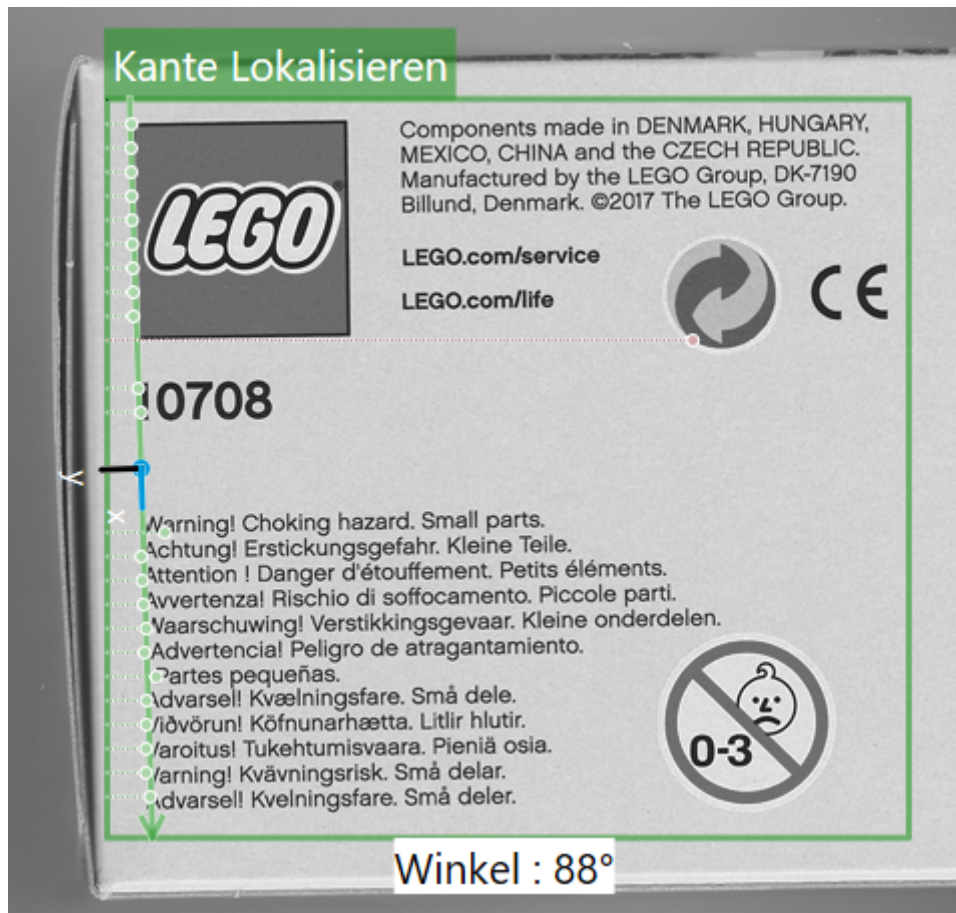 Kante Lokalisieren
LEGO
®
Components made in DENMARK, HUNGARY,
MEXICO, CHINA and the CZECH REPUBLIC.
Manufactured by the LEGO Group, DK-7190
Billund, Denmark. ©2017 The LEGO Group.
LEGO.com/service
LEGO.com/life
CE
10708
y
x
Warning! Choking hazard. Small parts.
Achtung! Erstickungsgefahr. Kleine Teile.
Attention ! Danger d'étouffement. Petits éléments.
Avvertenza! Rischio di soffocamento. Piccole parti.
Waarschuwing! Verstikkingsgevaar. Kleine onderdelen.
Advertencia! Peligro de atragantamiento.
Partes pequeñas.
Advarsel! Kvælningsfare. Små dele.
Viðvörun! Köfnunarhætta. Litlir hlutir.
Varoitus! Tukehtumisvaara. Pieniä osia.
Varning! Kvävningsrisk. Små delar.
Advarsel! Kvelningsfare. Små deler.
0-3
Winkel : 88°